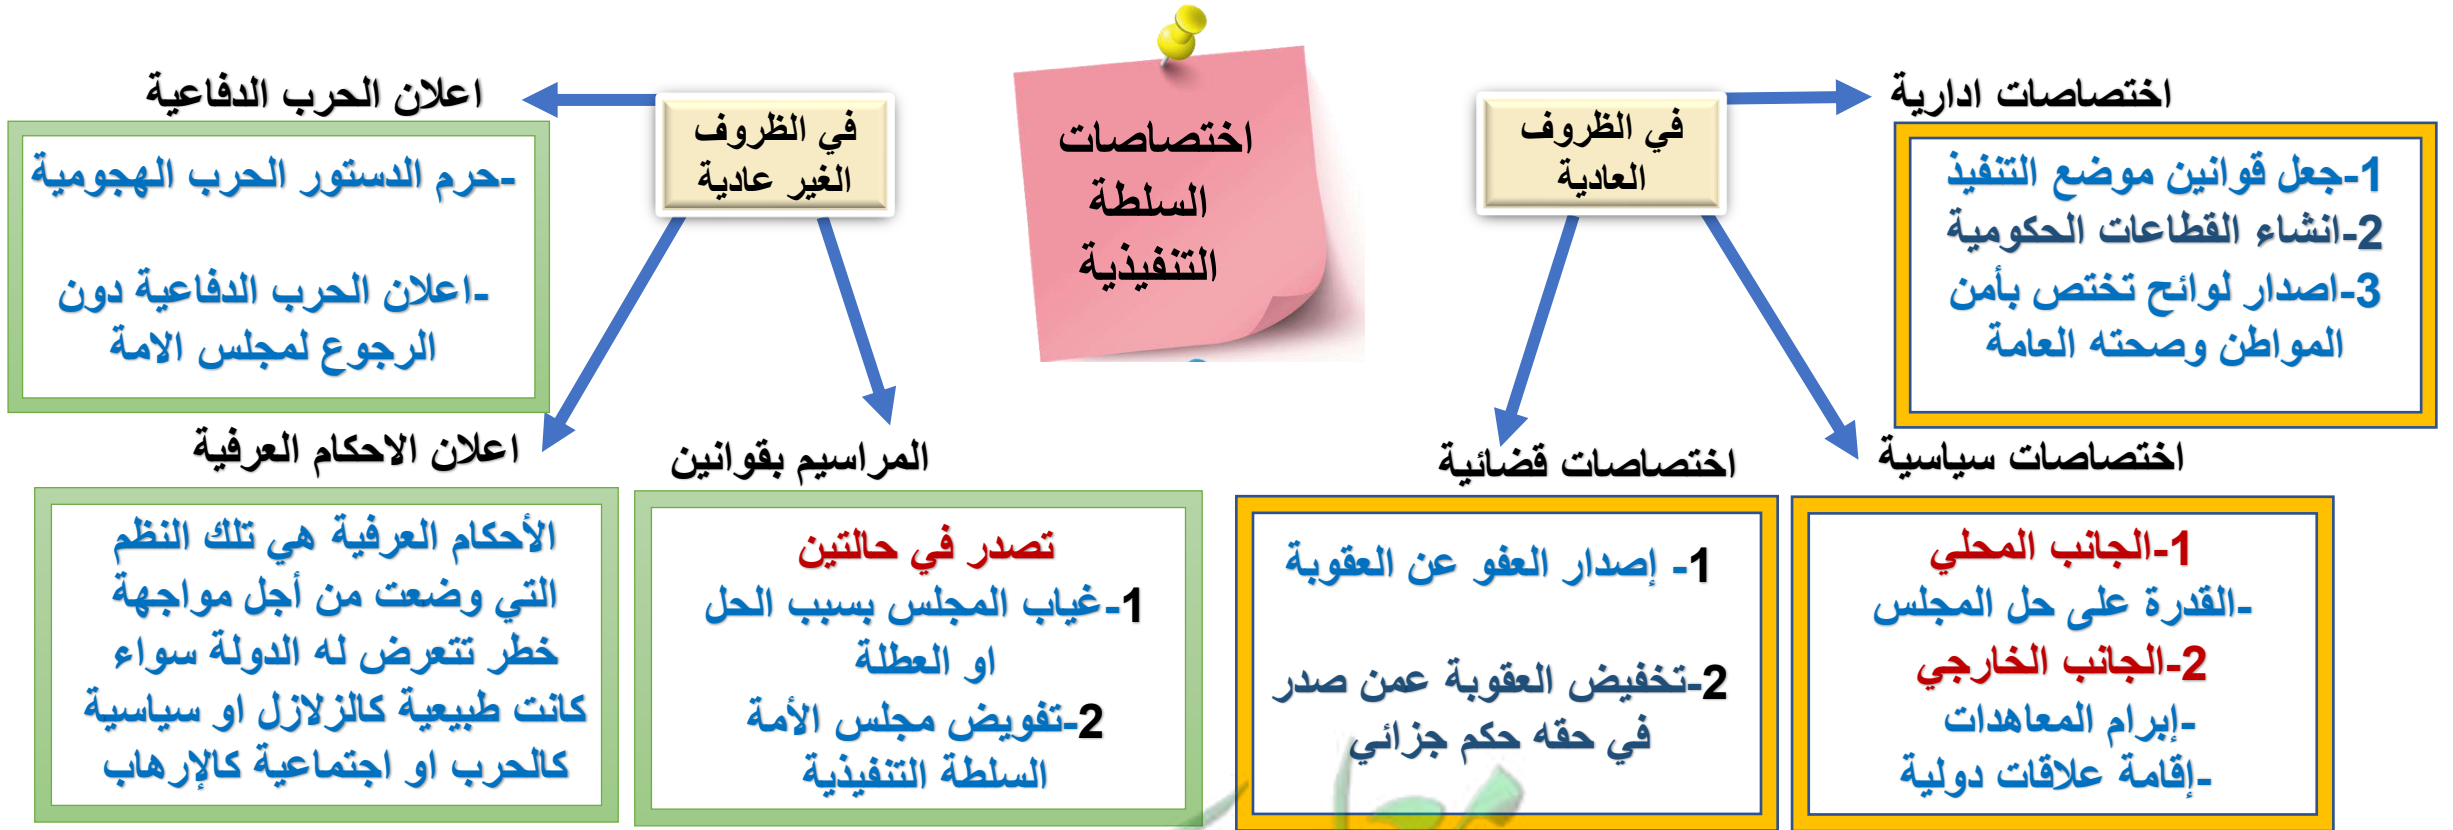 اختصاصات
السلطة
التنفيذية
في الظروف
العادية
اختصاصات ادارية
1-جعل قوانين موضع التنفيذ
2-انشاء القطاعات الحكومية
3-اصدار لوائح تختص بأمن
المواطن وصحته العامة
اختصاصات سياسية
1-الجانب المحلي
-القدرة على حل المجلس
2-الجانب الخارجي
-إبرام المعاهدات
-إقامة علاقات دولية
اختصاصات قضائية
1- إصدار العفو عن العقوبة
2-تخفيض العقوبة عمن صدر
في حقه حكم جزائي
في الظروف
الغير عادية
اعلان الحرب الدفاعية
-حرم الدستور الحرب الهجومية
-اعلان الحرب الدفاعية دون
الرجوع لمجلس الامة
المراسيم بقوانين
تصدر في حالتين
1-غياب المجلس بسبب الحل
او العطلة
2-تفويض مجلس الأمة
السلطة التنفيذية
اعلان الاحكام العرفية
الأحكام العرفية هي تلك النظم
التي وضعت من أجل مواجهة
خطر تتعرض له الدولة سواء
كانت طبيعية كالزلازل او سياسية
كالحرب او اجتماعية كالإرهاب